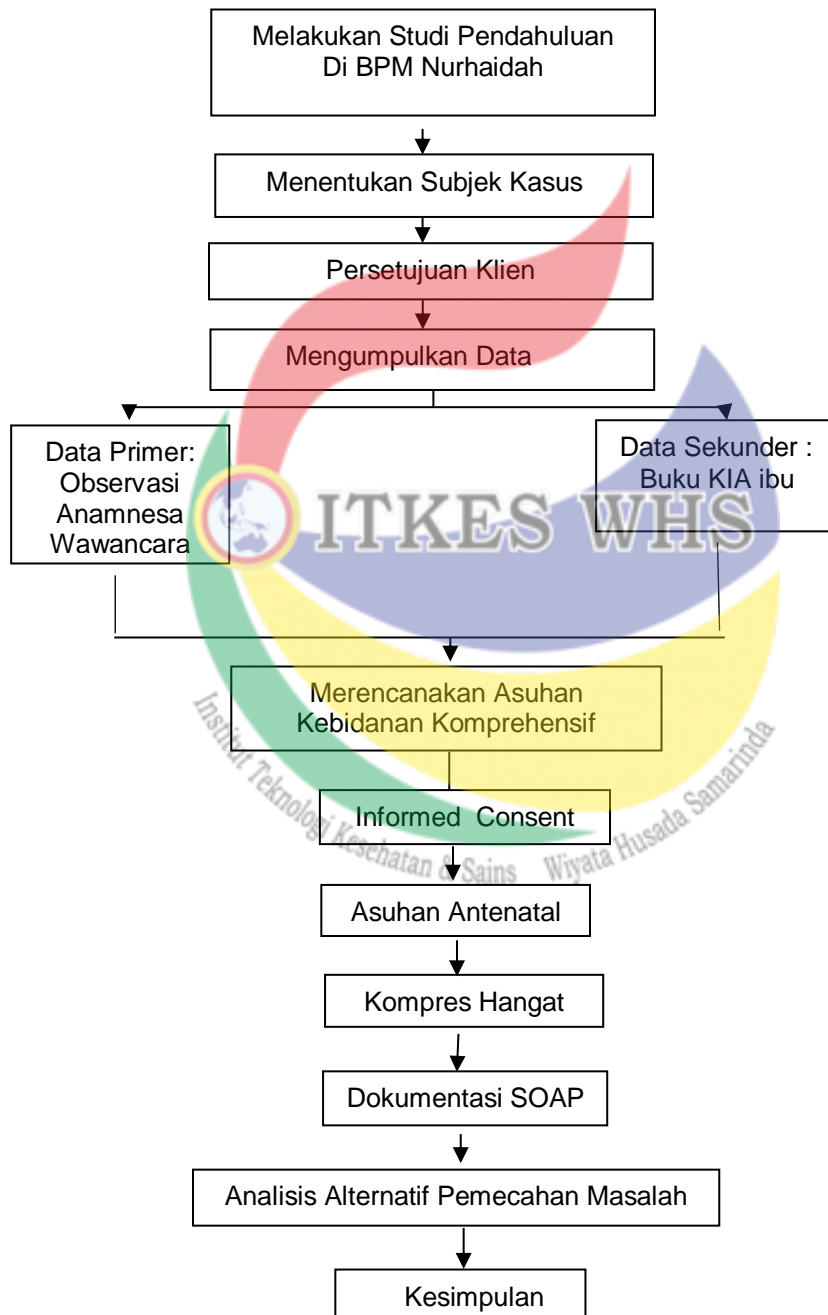 Melakukan Studi Pendahuluan
Di BPM Nurhaidah
Menentukan Subjek Kasus
Persetujuan Klien
Mengumpulkan Data
Data Primer:
Observasi
Anamnesa
Wawancara
Data Sekunder :
Buku KIA ibu
ITKES WHS
Merencanakan Asuhan
Kebidanan Komprehensif
Informed Consent
Institut Teknologi Kesehatan & Sains Wiyata Husada Samarinda
Asuhan Antenatal
Kompres Hangat
Dokumentasi SOAP
Analisis Alternatif Pemecahan Masalah
Kesimpulan